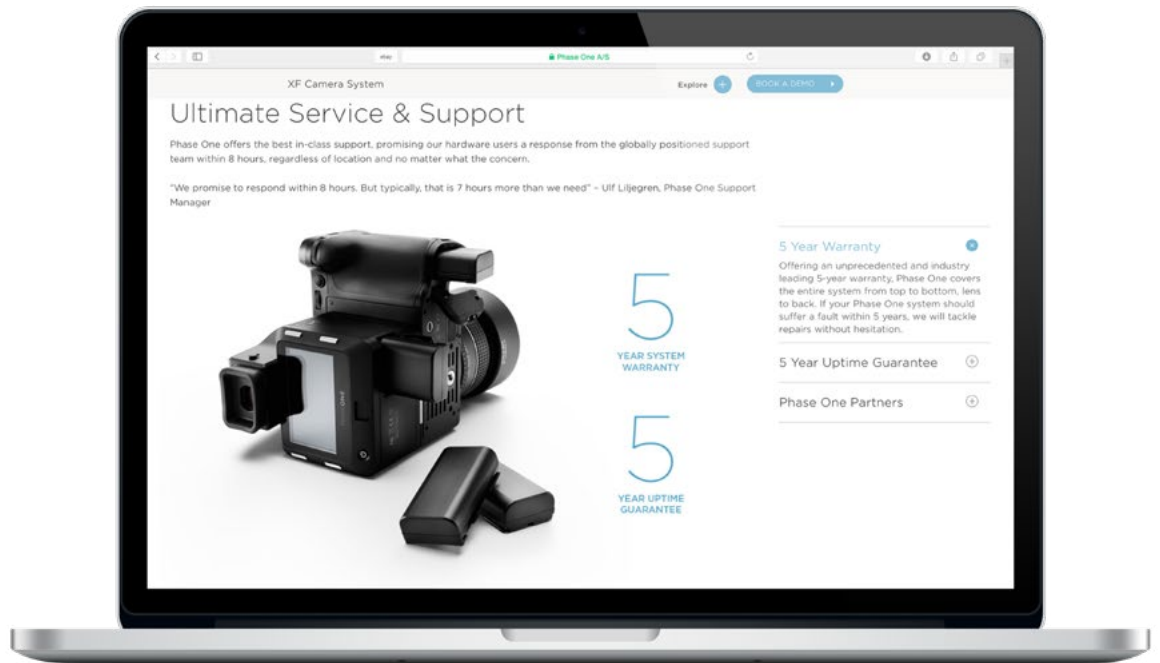 Phase One A/S
XF Camera System
Explore
BOOK A DEMO
Ultimate Service & Support
Phase One offers the best in-class support, promising our hardware users a response from the globally positioned support
team within 8 hours, regardless of location and no matter what the concern.
“We promise to respond within 8 hours. But typically, that is 7 hours more than we need” – Ulf Liljegren, Phase One Support
Manager
5
YEAR SYSTEM
WARRANTY
5
YEAR UPTIME
GUARANTEE
5 Year Warranty
Offering an unprecedented and industry
leading 5-year warranty, Phase One covers
the entire system from top to bottom, lens
to back. If your Phase One system should
suffer a fault within 5 years, we will tackle
repairs without hesitation.
5 Year Uptime Guarantee
Phase One Partners